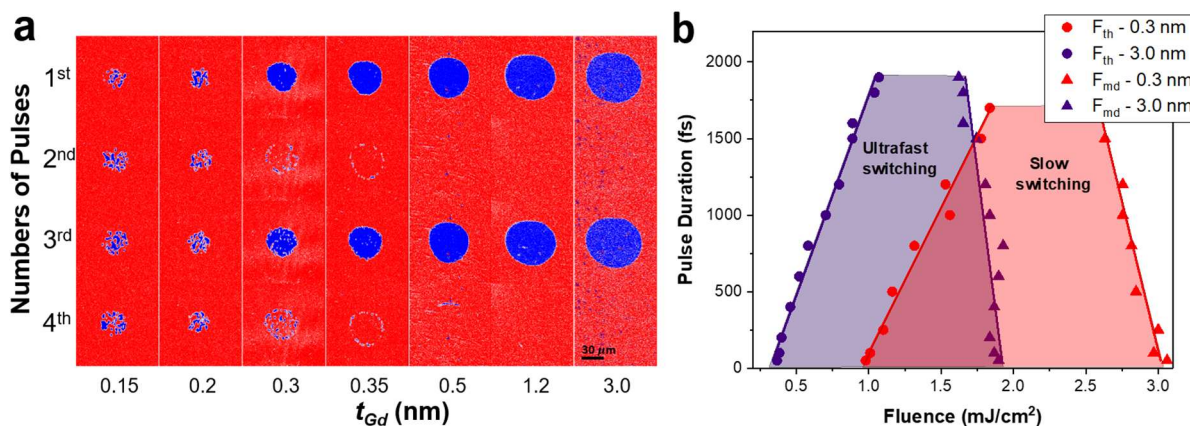 a
Numbers of Pulses
1st
2nd
3rd
4th
30 μm
0.15 0.2 0.3 0.35 0.5 1.2 3.0
tGd (nm)
b
Fth - 0.3 nm
Fth - 3.0 nm
Fmd - 0.3 nm
Fmd - 3.0 nm
Pulse Duration (fs)
2000
1500
1000
500
0
Ultrafast
switching
Slow
switching
0.5 1.0 1.5 2.0 2.5 3.0
Fluence (mJ/cm2)